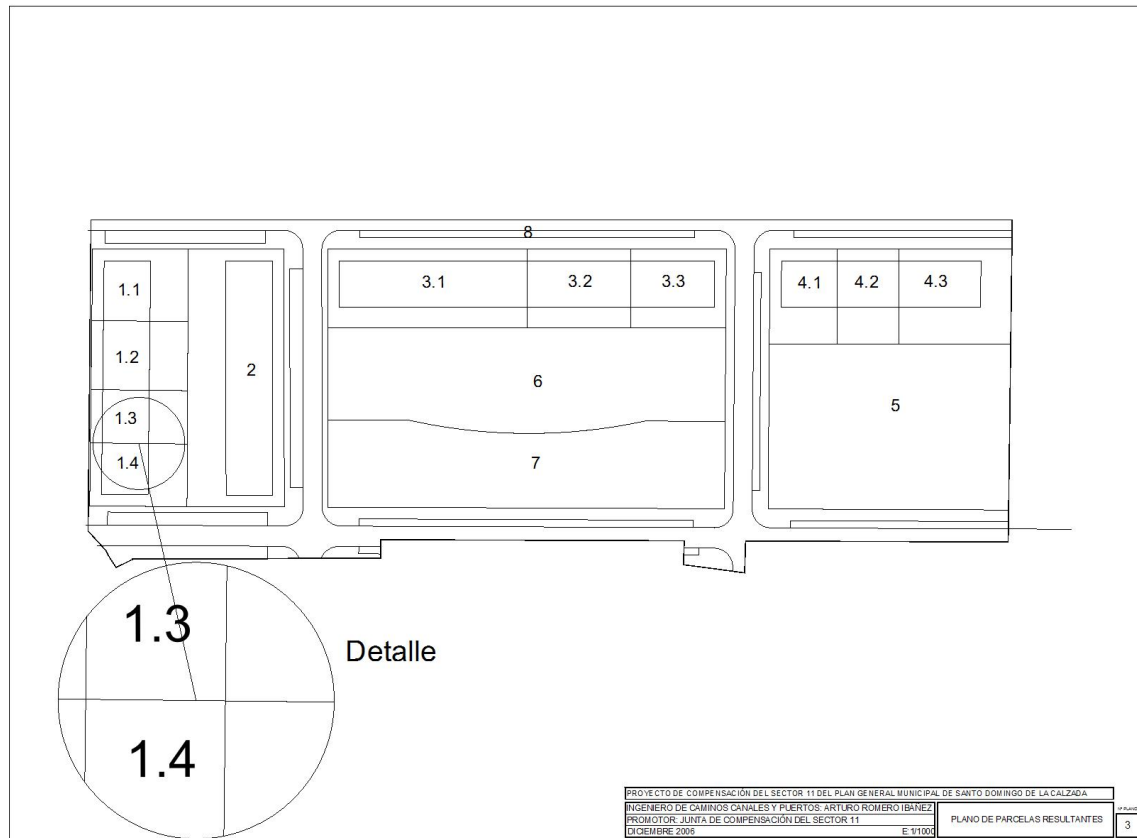 8
1.1
3.1
3.2
3.3
4.1
4.2
4.3
1.2
2
6
5
1.3
1.4
7
1.3
Detalle
1.4
PROYECTO DE COMPENSACIÓN DEL SECTOR 11 DEL PLAN GENERAL MUNICIPAL DE SANTO DOMINGO DE LA CALZADA
INGENIERO DE CAMINOS CANALES Y PUERTOS: ARTURO ROMERO IBÁÑEZ
PROMOTOR: JUNTA DE COMPENSACIÓN DEL SECTOR 11
DICIEMBRE 2006 E: 1/1000
PLANO DE PARCELAS RESULTANTES
Nº PLANO
3